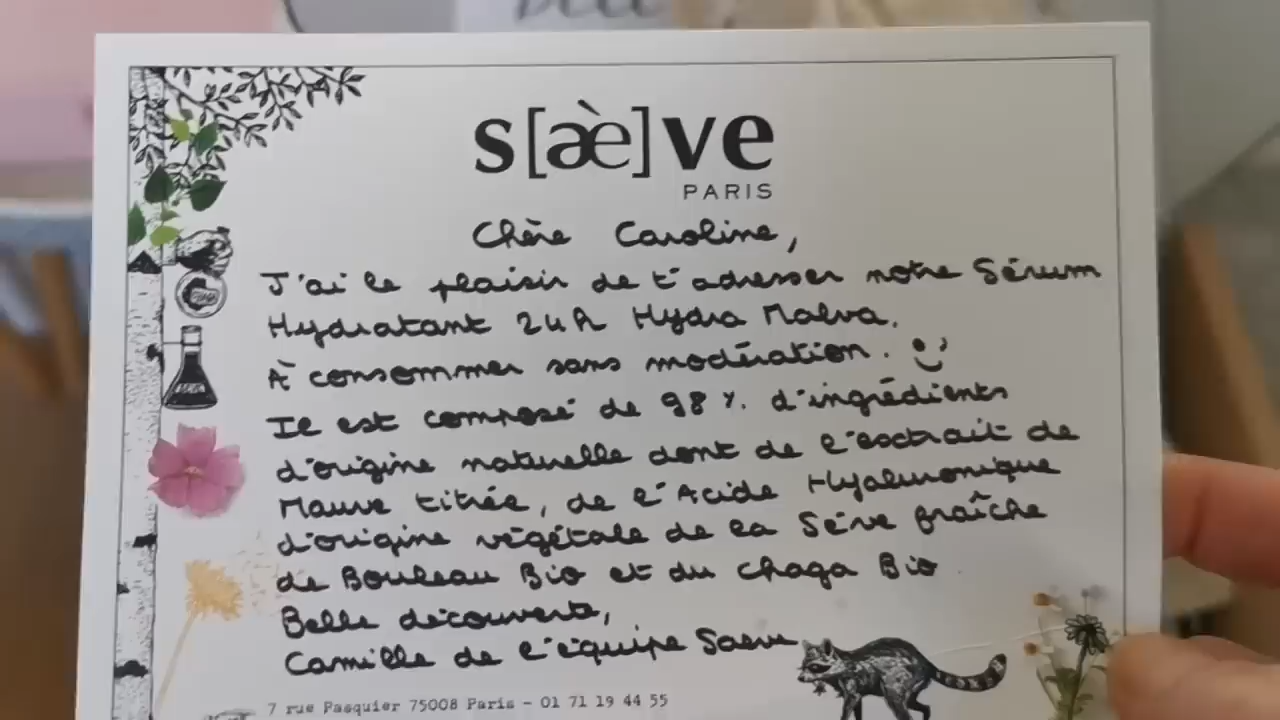 s[æ̀]ve
PARIS
Chère Caroline,
J'ai le plaisir de t'adresser notre Sérum
Hydratant 24h Hydra Malva.
À consommer sans modération. :)
Il est composé de 98 %. d'ingrédients
d'origine naturelle dont de l'extrait de
Mauve titrée, de l'Acide Hyaluronique
d'origine végétale de la Sève fraîche
de Bouleau Bio et du Chaga Bio.
Belle découverte,
Camille de l'équipe Saeve
7 rue Pasquier 75008 Paris - 01 71 19 44 55